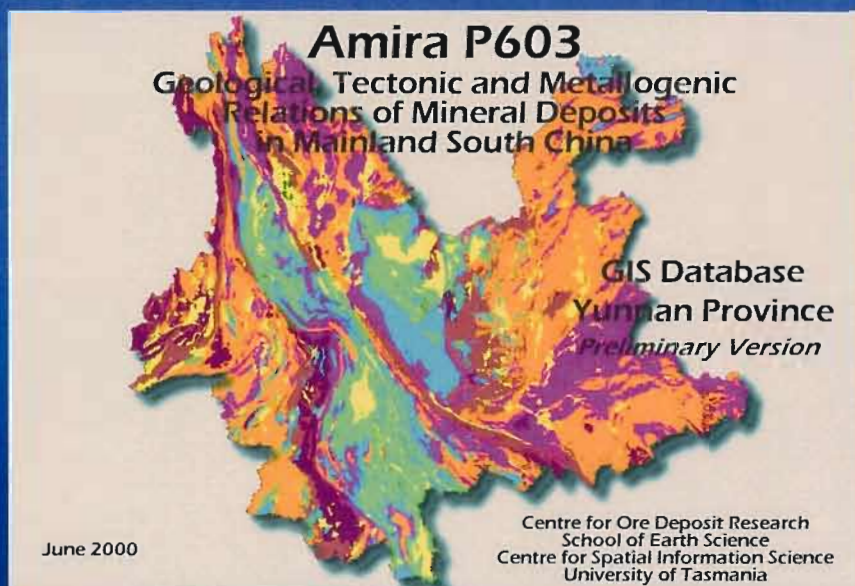 Amira P603
Geological, Tectonic and Metallogenic
Relations of Mineral Deposits
in Mainland South China
GIS Database
Yunnan Province
Preliminary Version
June 2000
Centre for Ore Deposit Research
School of Earth Science
Centre for Spatial Information Science
University of Tasmania